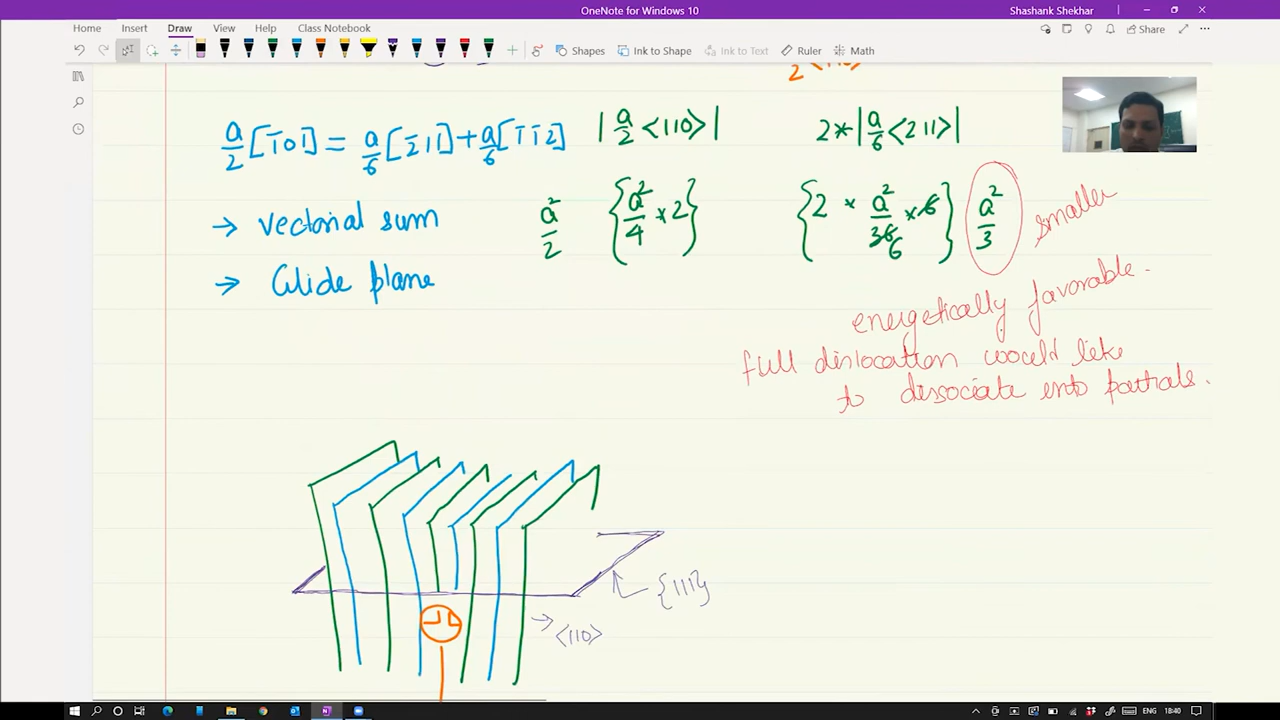 OneNote for Windows 10
Shashank Shekhar
Home Insert Draw View Help Class Notebook
Share
Shapes Ink to Shape Ink to Text Ruler Math
2 <110>
a/2 [1̄01] = a/6 [2̄11] + a/6 [1̄1̄2]
|a/2 <110>|
2*|a/6 <211>|
→ vectorial sum
a²/2 {a²/4 * 2}
{2 * a²/36 * 6} 6
a²/3
smaller
→ Glide plane
energetically favorable.
full dislocation would like
to dissociate into partials.
{111}
→ <110>
ENG 18:40